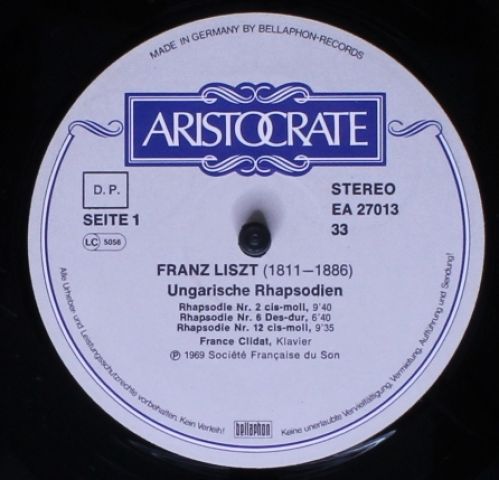 MADE IN GERMANY BY BELLAPHON-RECORDS
ARISTOCRATE
D. P.
SEITE 1
LC 5056
STEREO
EA 27013
33
FRANZ LISZT (1811—1886)
Ungarische Rhapsodien
Rhapsodie Nr. 2 cis-moll, 9'40
Rhapsodie Nr. 6 Des-dur, 6'40
Rhapsodie Nr. 12 cis-moll, 9'35
France Clidat, Klavier
℗ 1969 Société Française du Son
Alle Urheber- und Leistungsschutzrechte vorbehalten. Kein Verleih!
bellaphon
Keine unerlaubte Vervielfältigung, Vermietung, Aufführung und Sendung!